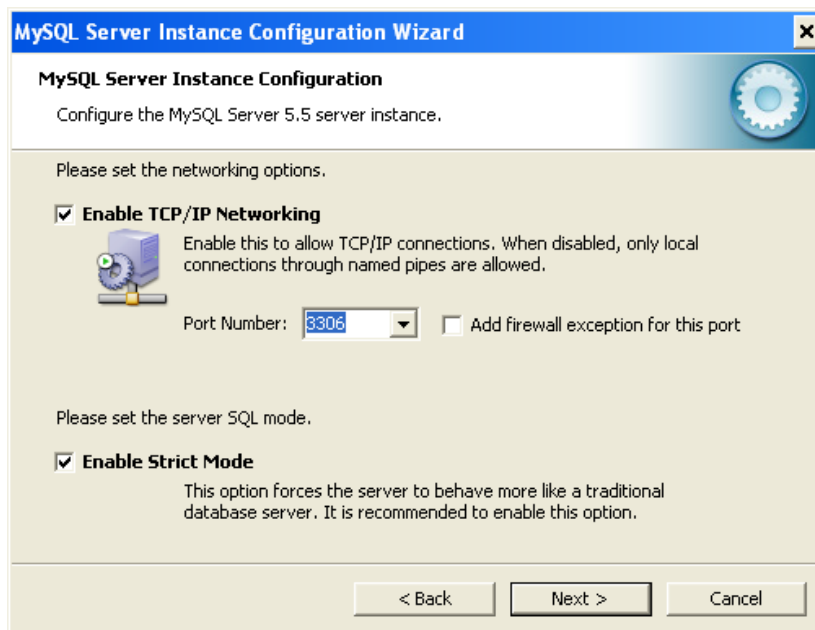 MySQL Server Instance Configuration Wizard
MySQL Server Instance Configuration
Configure the MySQL Server 5.5 server instance.
Please set the networking options.
Enable TCP/IP Networking
Enable this to allow TCP/IP connections. When disabled, only local
connections through named pipes are allowed.
Port Number: 3306 Add firewall exception for this port
Please set the server SQL mode.
Enable Strict Mode
This option forces the server to behave more like a traditional
database server. It is recommended to enable this option.
< Back Next > Cancel